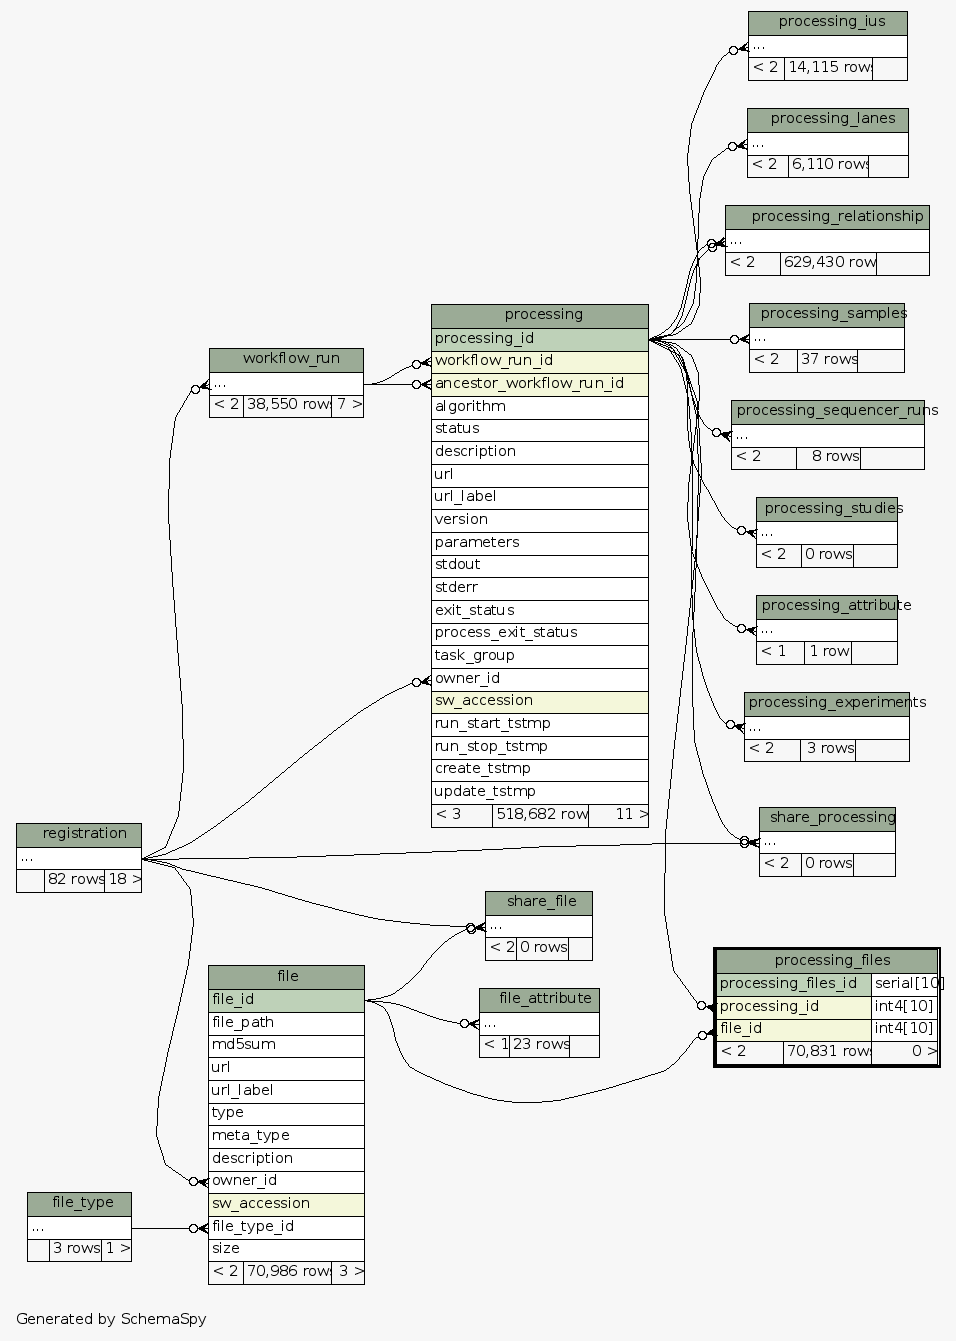 processing_ius
...
< 2 14,115 rows
processing_lanes
...
< 2 6,110 rows
processing_relationship
...
< 2 629,430 row
processing_samples
...
< 2 37 rows
processing_sequencer_runs
...
< 2 8 rows
processing_studies
...
< 2 0 rows
processing_attribute
...
< 1 1 row
processing_experiments
...
< 2 3 rows
share_processing
...
< 2 0 rows
processing
processing_id
workflow_run_id
ancestor_workflow_run_id
algorithm
status
description
url
url_label
version
parameters
stdout
stderr
exit_status
process_exit_status
task_group
owner_id
sw_accession
run_start_tstmp
run_stop_tstmp
create_tstmp
update_tstmp
< 3 518,682 row 11 >
workflow_run
...
< 2 38,550 rows 7 >
registration
...
82 rows 18 >
share_file
...
< 2 0 rows
file_attribute
...
< 1 23 rows
processing_files
processing_files_id serial[10]
processing_id int4[10]
file_id int4[10]
< 2 70,831 rows 0 >
file
file_id
file_path
md5sum
url
url_label
type
meta_type
description
owner_id
sw_accession
file_type_id
size
< 2 70,986 rows 3 >
file_type
...
3 rows 1 >
Generated by SchemaSpy